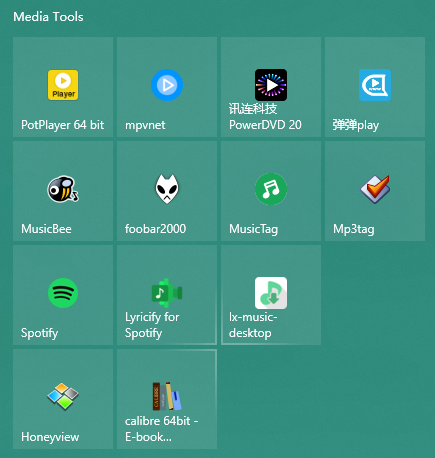 Media Tools
Player
PotPlayer 64 bit
mpvnet
讯连科技
PowerDVD 20
弹弹play
MusicBee
foobar2000
MusicTag
Mp3tag
Spotify
Lyricify for
Spotify
lx-music-
desktop
Honeyview
CALIBRE
calibre 64bit -
E-book...